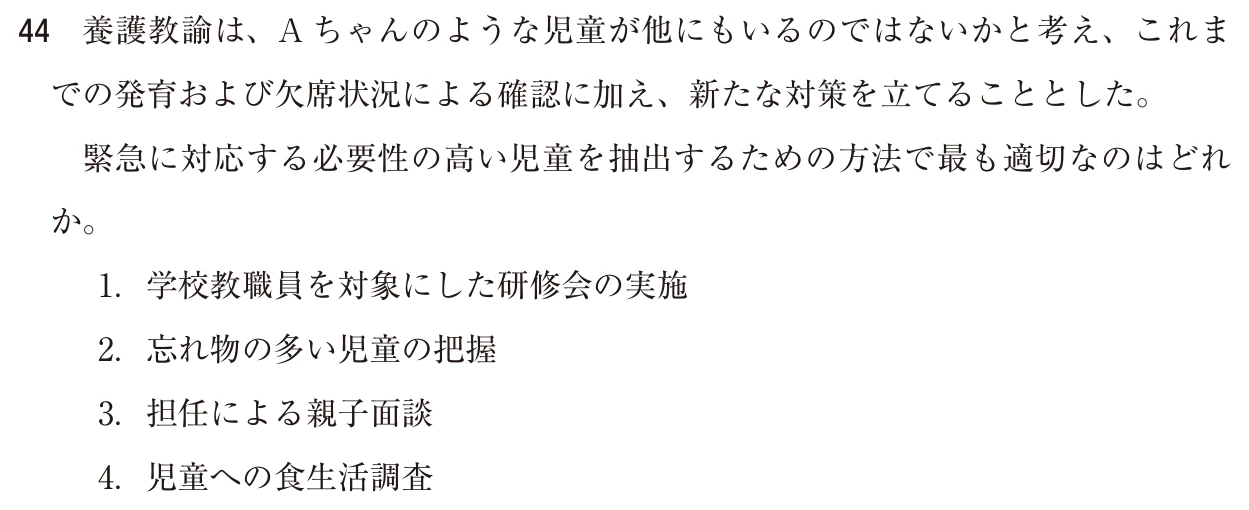 44　養護教諭は、Aちゃんのような児童が他にもいるのではないかと考え、これま
での発育および欠席状況による確認に加え、新たな対策を立てることとした。
緊急に対応する必要性の高い児童を抽出するための方法で最も適切なのはどれ
か。
1. 学校教職員を対象にした研修会の実施
2. 忘れ物の多い児童の把握
3. 担任による親子面談
4. 児童への食生活調査